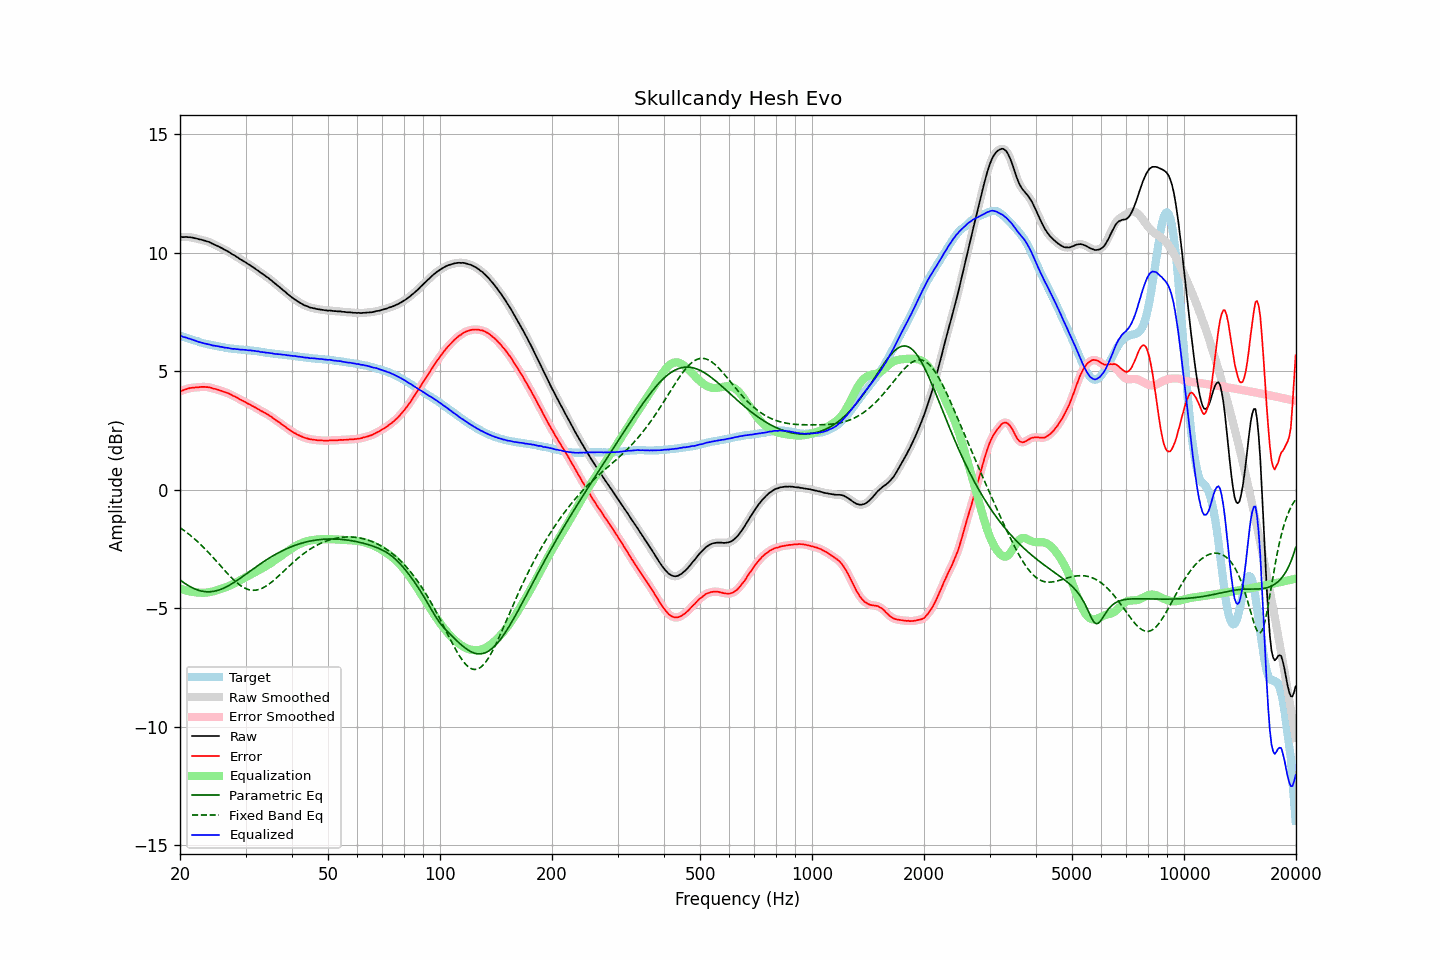 Skullcandy Hesh Evo
Amplitude (dBr)
15
10
5
0
−5
−10
−15
Target
Raw Smoothed
Error Smoothed
Raw
Error
Equalization
Parametric Eq
Fixed Band Eq
Equalized
20 50 100 200 500 1000 2000 5000 10000 20000
Frequency (Hz)